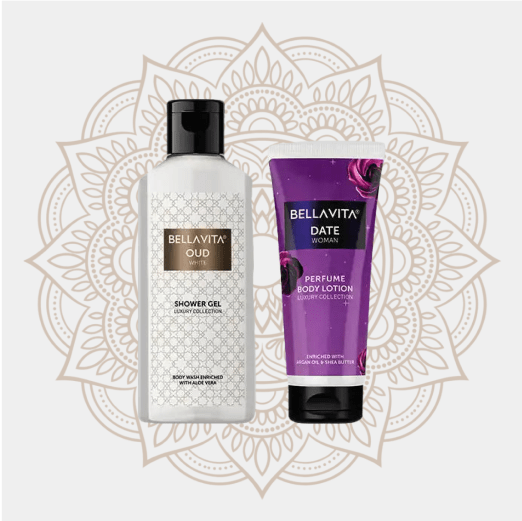 BELLAVITA®
OUD
WHITE
SHOWER GEL
LUXURY COLLECTION
BODY WASH ENRICHED
WITH ALOE VERA
BELLAVITA®
DATE
WOMAN
PERFUME
BODY LOTION
LUXURY COLLECTION
ENRICHED WITH
ARGAN OIL & SHEA BUTTER